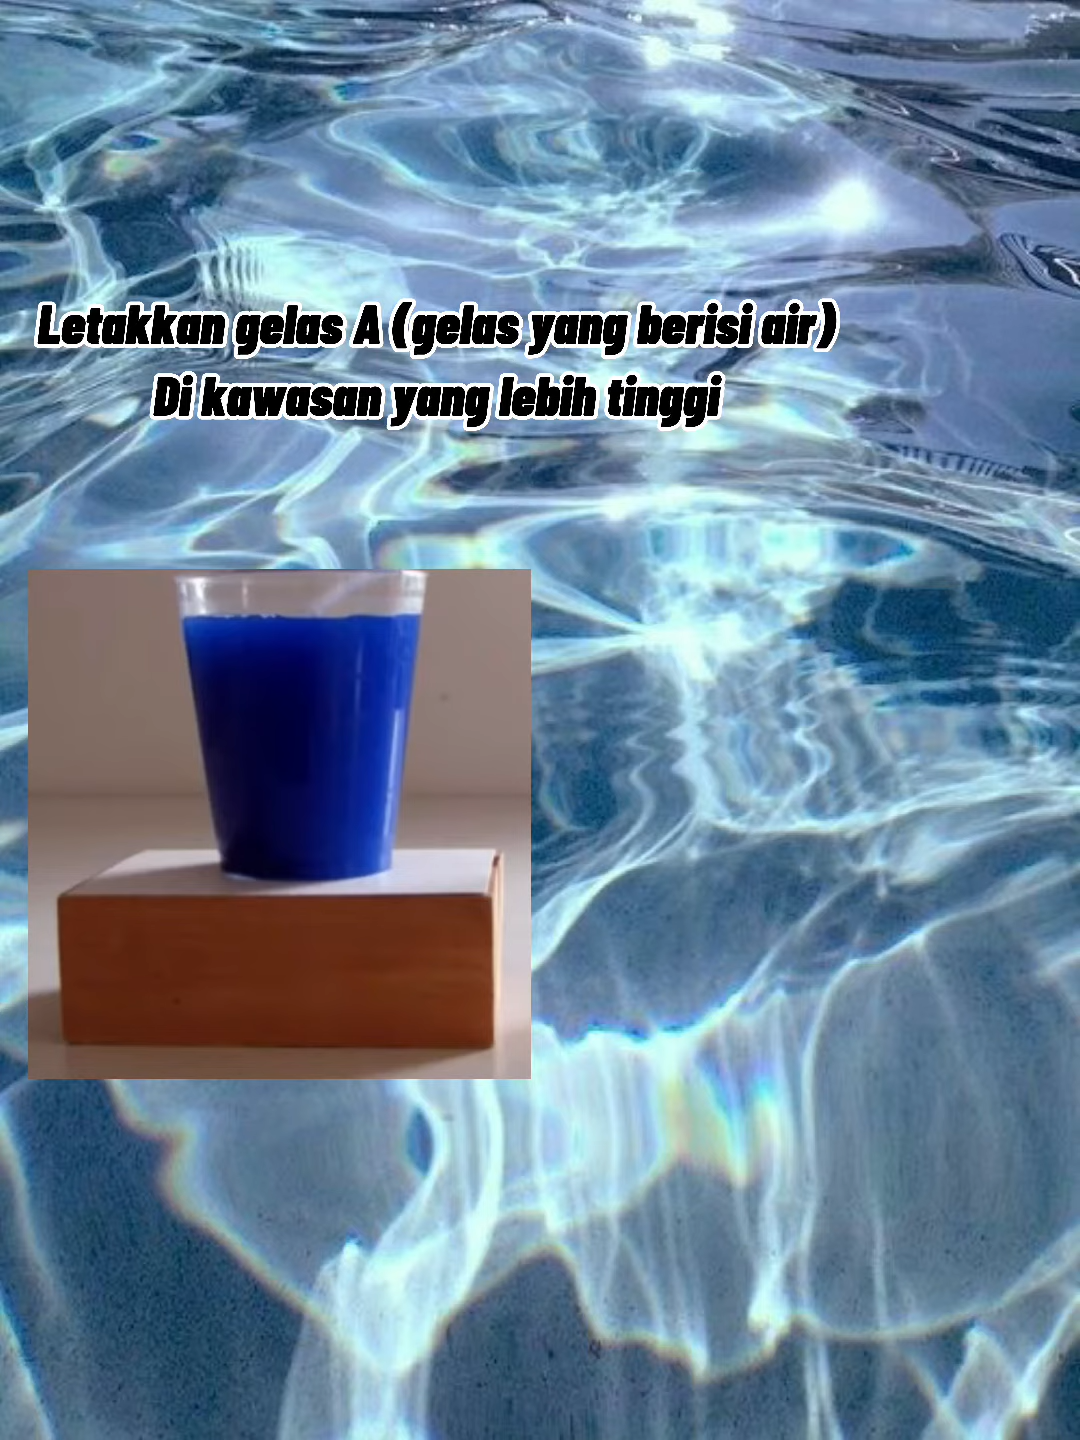 Letakkan gelas A (gelas yang berisi air)
Di kawasan yang lebih tinggi